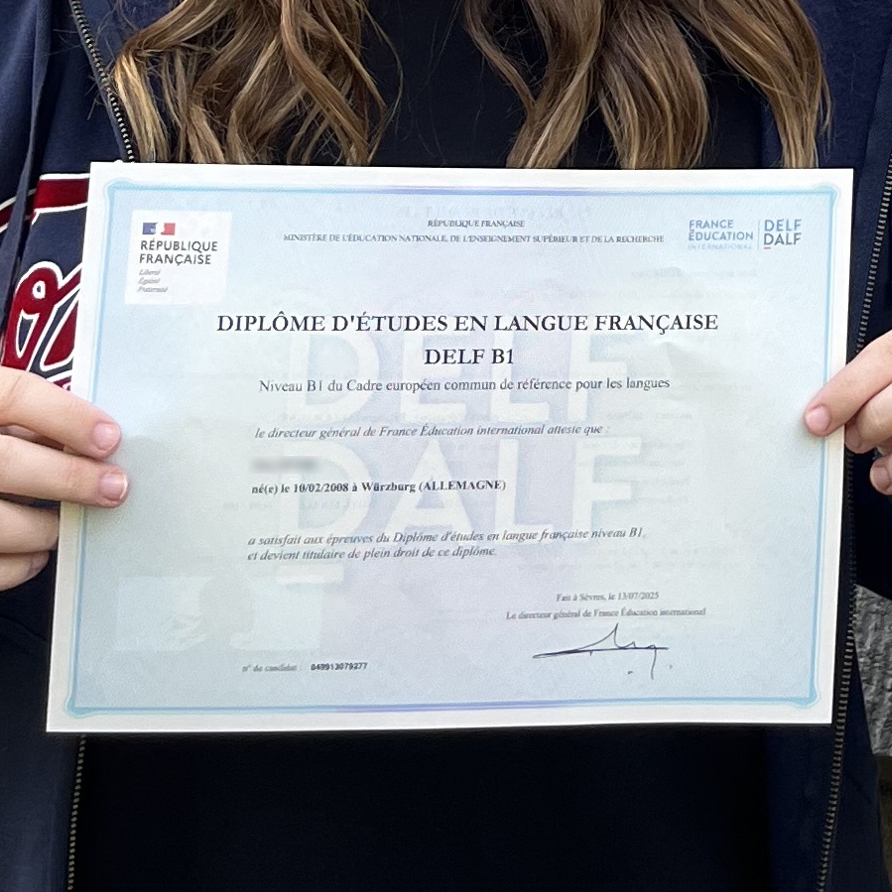 RÉPUBLIQUE
FRANÇAISE
Liberté
Égalité
Fraternité
RÉPUBLIQUE FRANÇAISE
MINISTÈRE DE L'ÉDUCATION NATIONALE, DE L'ENSEIGNEMENT SUPÉRIEUR ET DE LA RECHERCHE
FRANCE
ÉDUCATION
INTERNATIONAL
DELF
DALF
DIPLÔME D'ÉTUDES EN LANGUE FRANÇAISE
DELF B1
Niveau B1 du Cadre européen commun de référence pour les langues
le directeur général de France Éducation international atteste que :
né(e) le 10/02/2008 à Würzburg (ALLEMAGNE)
a satisfait aux épreuves du Diplôme d'études en langue française niveau B1,
et devient titulaire de plein droit de ce diplôme.
Fait à Sèvres, le 13/07/2025
Le directeur général de France Éducation international
n° de candidat : 049913079277
DELF
DALF